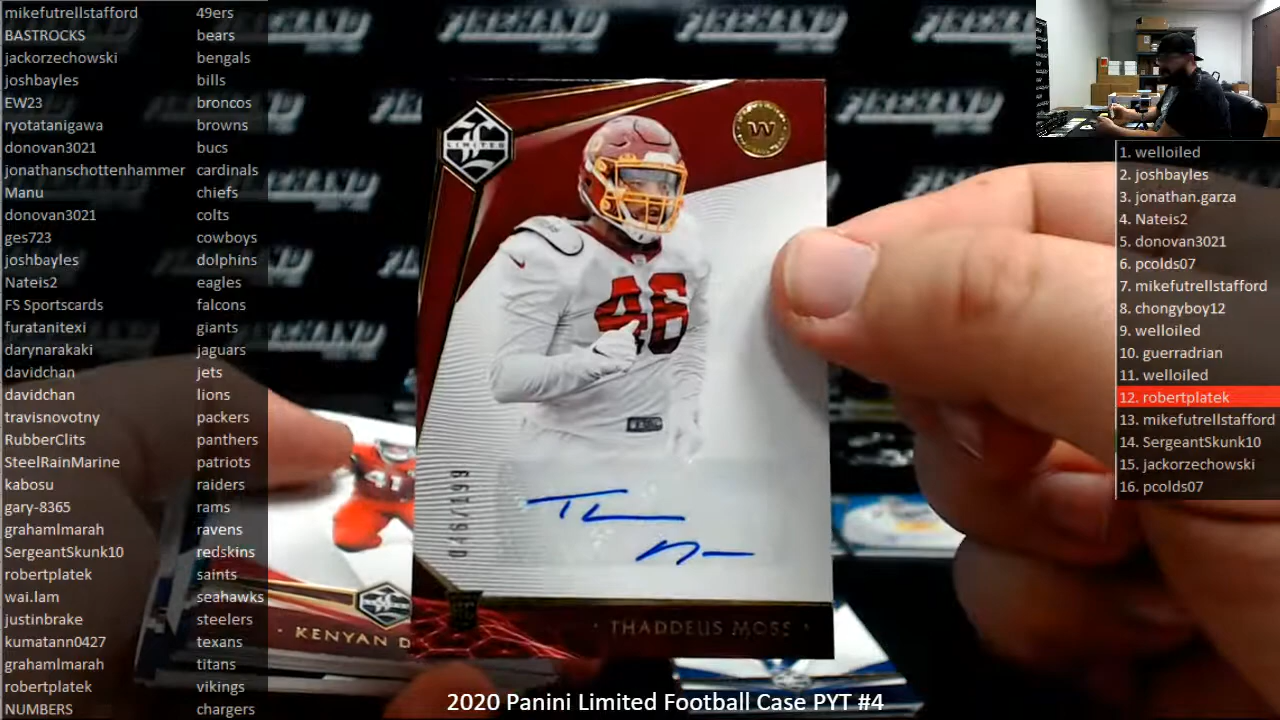 mikefutrellstafford 49ers
BASTROCKS bears
jackorzechowski bengals
joshbayles bills
EW23 broncos
ryotatanigawa browns
donovan3021 bucs
jonathanschottenhammer cardinals
Manu chiefs
donovan3021 colts
ges723 cowboys
joshbayles dolphins
Nateis2 eagles
FS Sportscards falcons
furatanitexi giants
darynarakaki jaguars
davidchan jets
davidchan lions
travisnovotny packers
RubberClits panthers
SteelRainMarine patriots
kabosu raiders
gary-8365 rams
grahamlmarah ravens
SergeantSkunk10 redskins
robertplatek saints
wai.lam seahawks
justinbrake steelers
kumatann0427 texans
grahamlmarah titans
robertplatek vikings
NUMBERS chargers
LIMITED
W
46
046/199
THADDEUS MOSS
41
KENYAN D
1. welloiled
2. joshbayles
3. jonathan.garza
4. Nateis2
5. donovan3021
6. pcolds07
7. mikefutrellstafford
8. chongyboy12
9. welloiled
10. guerradrian
11. welloiled
12. robertplatek
13. mikefutrellstafford
14. SergeantSkunk10
15. jackorzechowski
16. pcolds07
2020 Panini Limited Football Case PYT #4